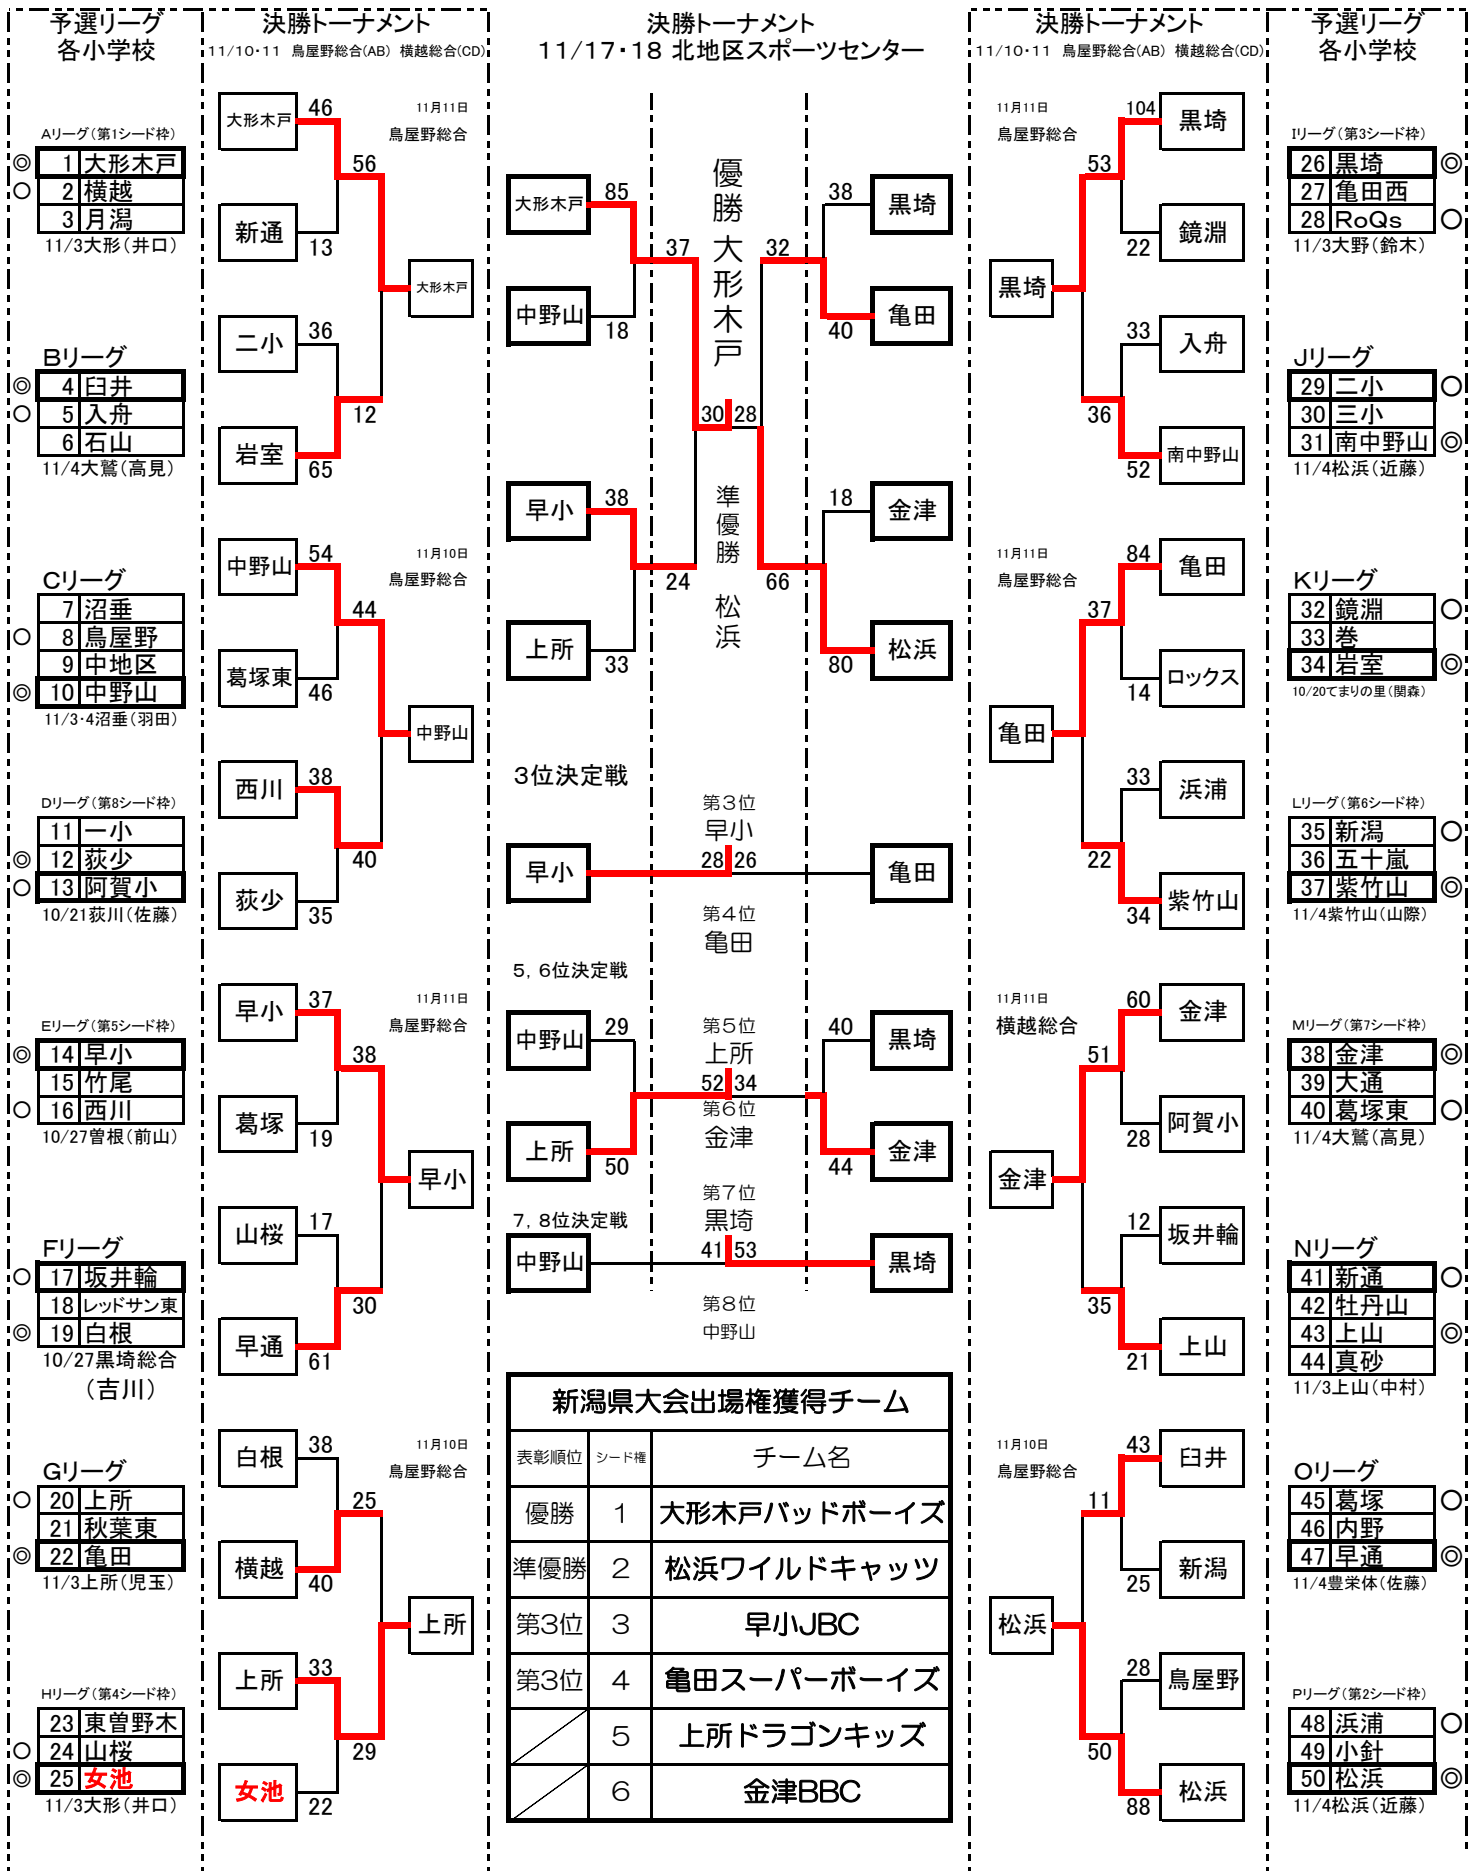 予選リーグ
各小学校
Aリーグ(第1シード枠)
◎ 1 大形木戸
○ 2 横越
3 月潟
11/3大形(井口)
Bリーグ
◎ 4 臼井
○ 5 入舟
6 石山
11/4大鷲(高見)
Cリーグ
7 沼垂
○ 8 鳥屋野
9 中地区
◎ 10 中野山
11/3・4沼垂(羽田)
Dリーグ(第8シード枠)
11 一小
◎ 12 荻少
○ 13 阿賀小
10/21荻川(佐藤)
Eリーグ(第5シード枠)
◎ 14 早小
15 竹尾
○ 16 西川
10/27曽根(前山)
Fリーグ
○ 17 坂井輪
18 レッドサン東
◎ 19 白根
10/27黒埼総合
(吉川)
Gリーグ
○ 20 上所
21 秋葉東
◎ 22 亀田
11/3上所(児玉)
Hリーグ(第4シード枠)
23 東曽野木
○ 24 山桜
◎ 25 女池
11/3大形(井口)
決勝トーナメント
11/10・11 鳥屋野総合(AB) 横越総合(CD)
11月11日
鳥屋野総合
大形木戸 46
56
新通 13
大形木戸
二小 36
12
岩室 65
11月10日
鳥屋野総合
中野山 54
44
葛塚東 46
中野山
西川 38
40
荻少 35
11月11日
鳥屋野総合
早小 37
38
葛塚 19
早小
山桜 17
30
早通 61
11月10日
鳥屋野総合
白根 38
25
横越 40
上所
上所 33
29
女池 22
決勝トーナメント
11/17・18 北地区スポーツセンター
優勝 大形木戸
準優勝 松浜
大形木戸 85
37
中野山 18
30 28
早小 38
24
上所 33
38 黒埼
32
40 亀田
18 金津
66
80 松浜
3位決定戦
第3位
早小
早小 28 26 亀田
第4位
亀田
5,6位決定戦
中野山 29
第5位
上所
40 黒埼
52 34
第6位
金津
上所 50
44 金津
7,8位決定戦
第7位
黒埼
中野山 41 53 黒埼
第8位
中野山
新潟県大会出場権獲得チーム
表彰順位 シード権 チーム名
優勝 1 大形木戸バッドボーイズ
準優勝 2 松浜ワイルドキャッツ
第3位 3 早小JBC
第3位 4 亀田スーパーボーイズ
5 上所ドラゴンキッズ
6 金津BBC
決勝トーナメント
11/10・11 鳥屋野総合(AB) 横越総合(CD)
11月11日
鳥屋野総合
104 黒埼
53
22 鏡淵
黒埼
33 入舟
36
52 南中野山
11月11日
鳥屋野総合
84 亀田
37
14 ロックス
亀田
33 浜浦
22
34 紫竹山
11月11日
横越総合
60 金津
51
28 阿賀小
金津
12 坂井輪
35
21 上山
11月10日
鳥屋野総合
43 臼井
11
25 新潟
松浜
28 鳥屋野
50
88 松浜
予選リーグ
各小学校
Iリーグ(第3シード枠)
26 黒埼 ◎
27 亀田西
28 RoQs ○
11/3大野(鈴木)
Jリーグ
29 二小 ○
30 三小
31 南中野山 ◎
11/4松浜(近藤)
Kリーグ
32 鏡淵 ○
33 巻
34 岩室 ◎
10/20てまりの里(関森)
Lリーグ(第6シード枠)
35 新潟 ○
36 五十嵐
37 紫竹山 ◎
11/4紫竹山(山際)
Mリーグ(第7シード枠)
38 金津 ◎
39 大通
40 葛塚東 ○
11/4大鷲(高見)
Nリーグ
41 新通 ○
42 牡丹山
43 上山 ◎
44 真砂
11/3上山(中村)
Oリーグ
45 葛塚 ○
46 内野
47 早通 ◎
11/4豊栄体(佐藤)
Pリーグ(第2シード枠)
48 浜浦 ○
49 小針
50 松浜 ◎
11/4松浜(近藤)